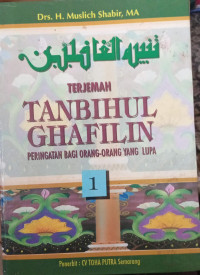 Drs. H. Muslich Shabir, MA
تنبيه الغافلين
TERJEMAH
TANBIHUL
GHAFILIN
PERINGATAN BAGI ORANG-ORANG YANG LUPA
1
Penerbit : CV TOHA PUTRA Semarang